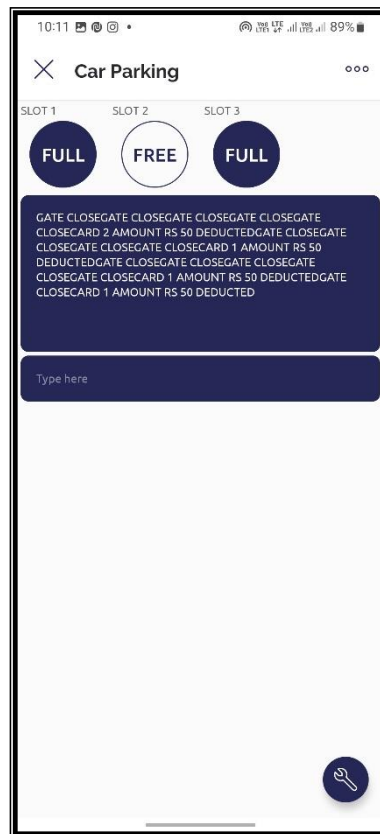 10:11 89%
Car Parking
SLOT 1 SLOT 2 SLOT 3
FULL FREE FULL
GATE CLOSEGATE CLOSEGATE CLOSEGATE CLOSEGATE
CLOSECARD 2 AMOUNT RS 50 DEDUCTEDGATE CLOSEGATE
CLOSEGATE CLOSEGATE CLOSECARD 1 AMOUNT RS 50
DEDUCTEDGATE CLOSEGATE CLOSEGATE CLOSEGATE
CLOSEGATE CLOSECARD 1 AMOUNT RS 50 DEDUCTEDGATE
CLOSECARD 1 AMOUNT RS 50 DEDUCTED
Type here